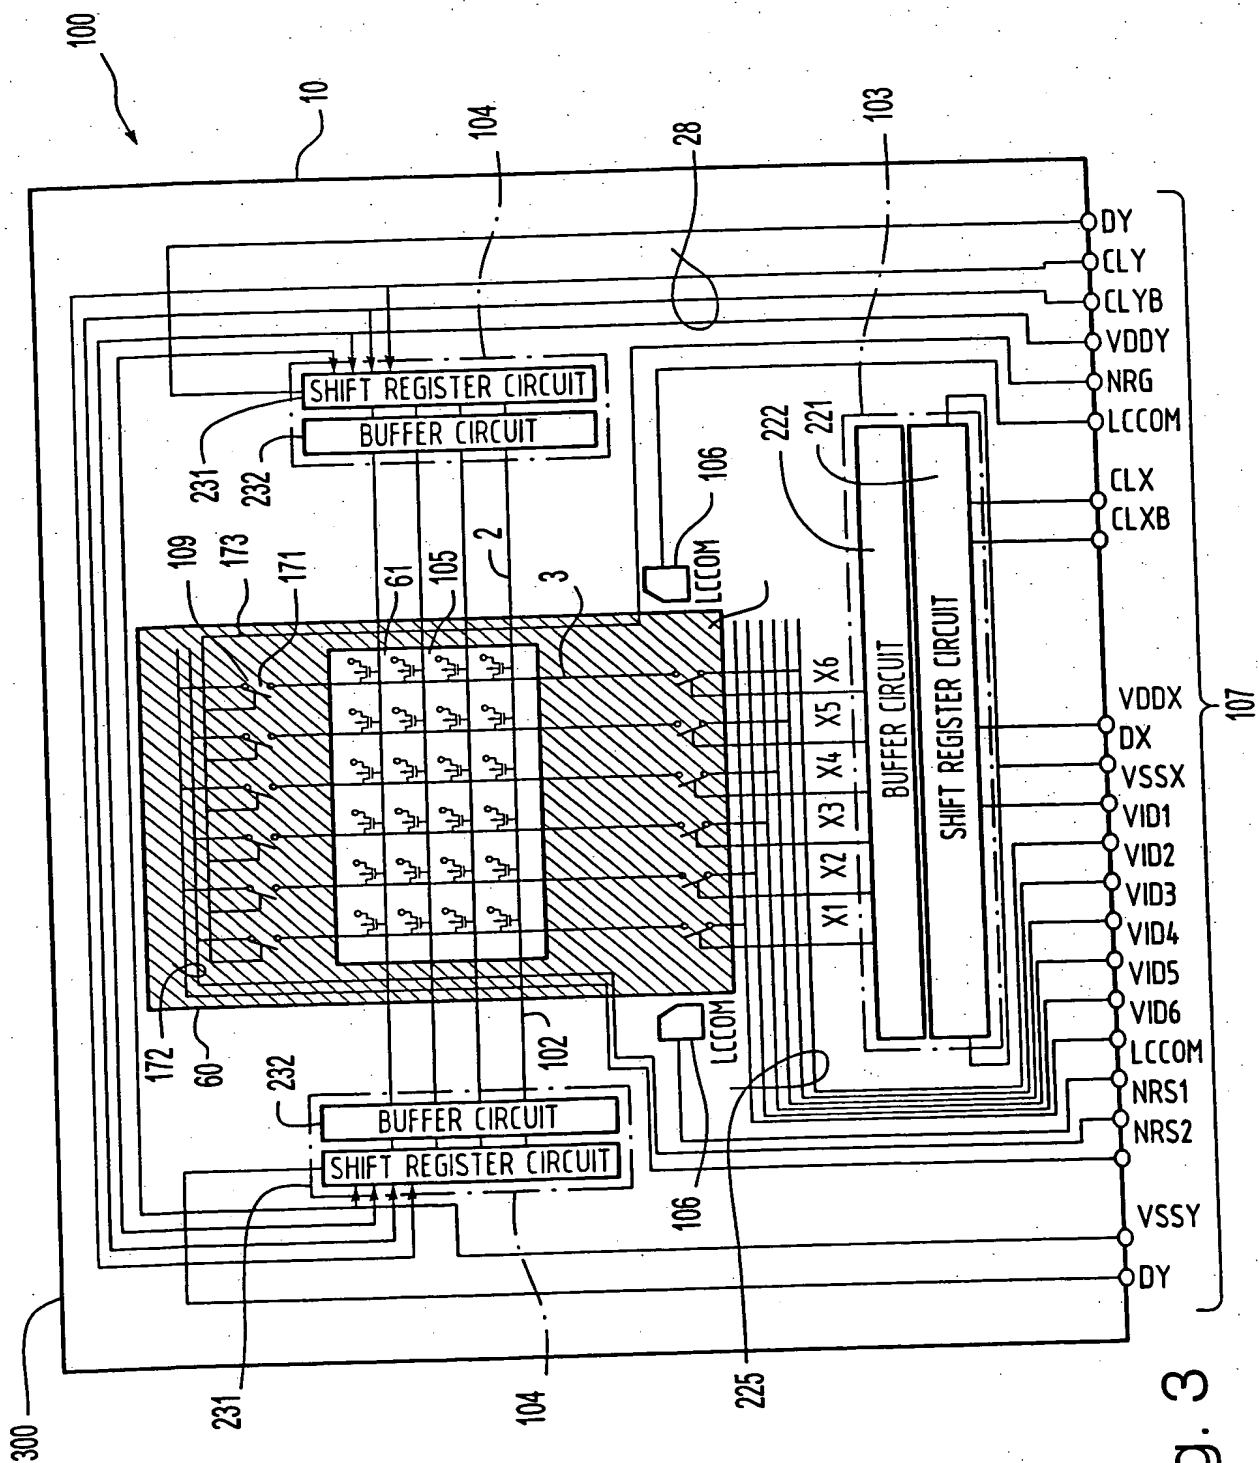 100
10
104
28
103
DY
CLY
CLYB
VDDY
NRG
LCCOM
CLX
CLXB
VDDX
DX
VSSX
VID1
VID2
VID3
VID4
VID5
VID6
LCCOM
NRS1
NRS2
VSSY
DY
107
SHIFT REGISTER CIRCUIT
BUFFER CIRCUIT
231
232
109
173
171
61
105
2
3
106
LCCOM
222
221
X6
X5
X4
X3
X2
X1
BUFFER CIRCUIT
SHIFT REGISTER CIRCUIT
172
60
232
102
LCCOM
106
BUFFER CIRCUIT
SHIFT REGISTER CIRCUIT
231
104
225
300
g. 3